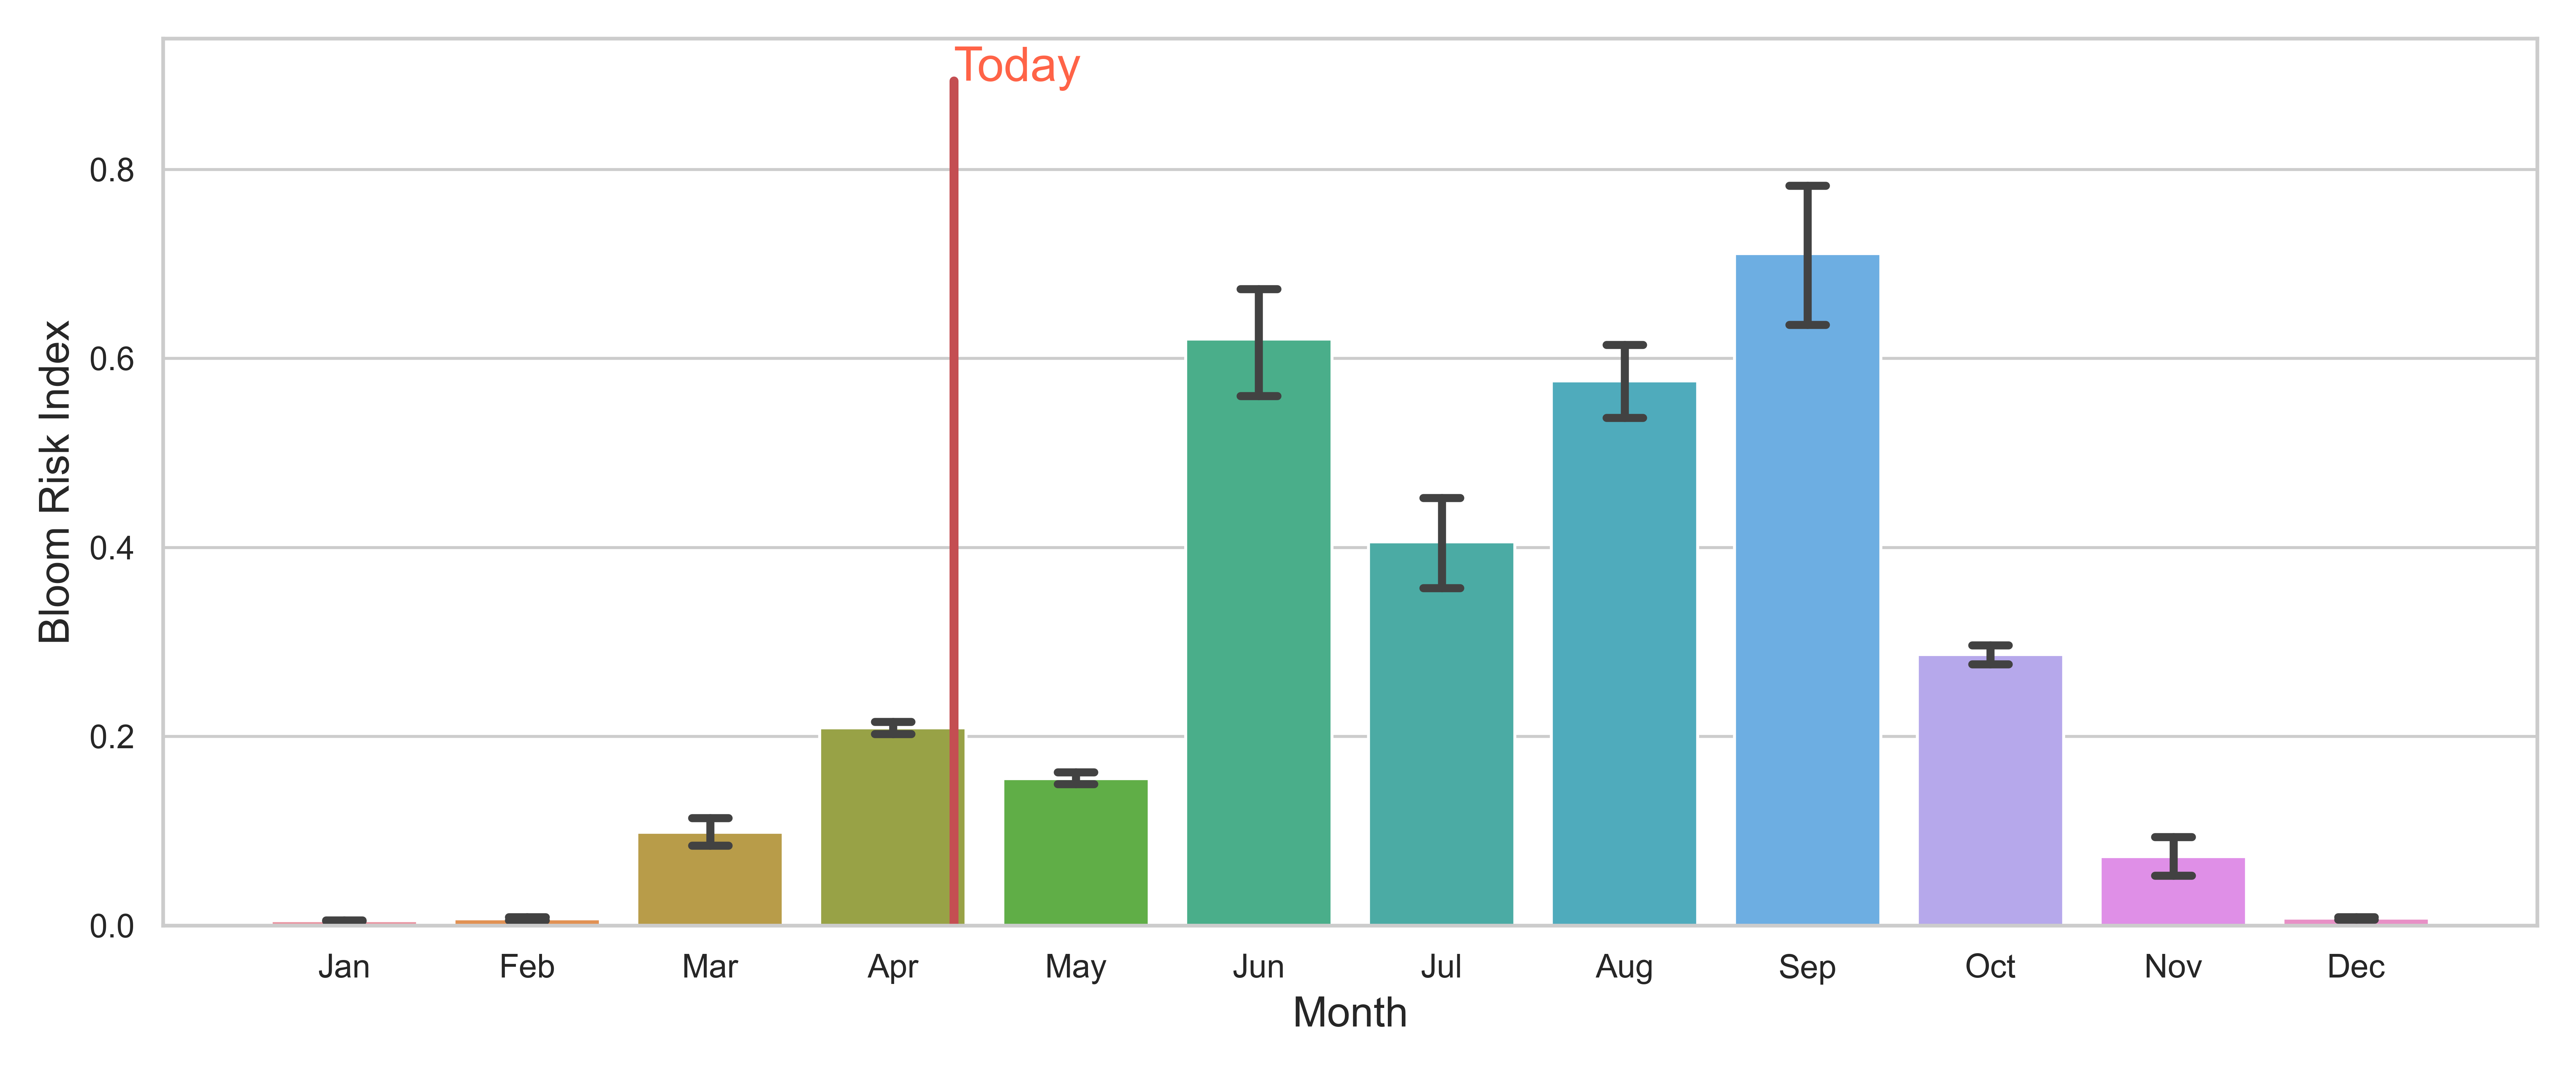 Today
Bloom Risk Index
0.8
0.6
0.4
0.2
0.0
Jan Feb Mar Apr May Jun Jul Aug Sep Oct Nov Dec
Month